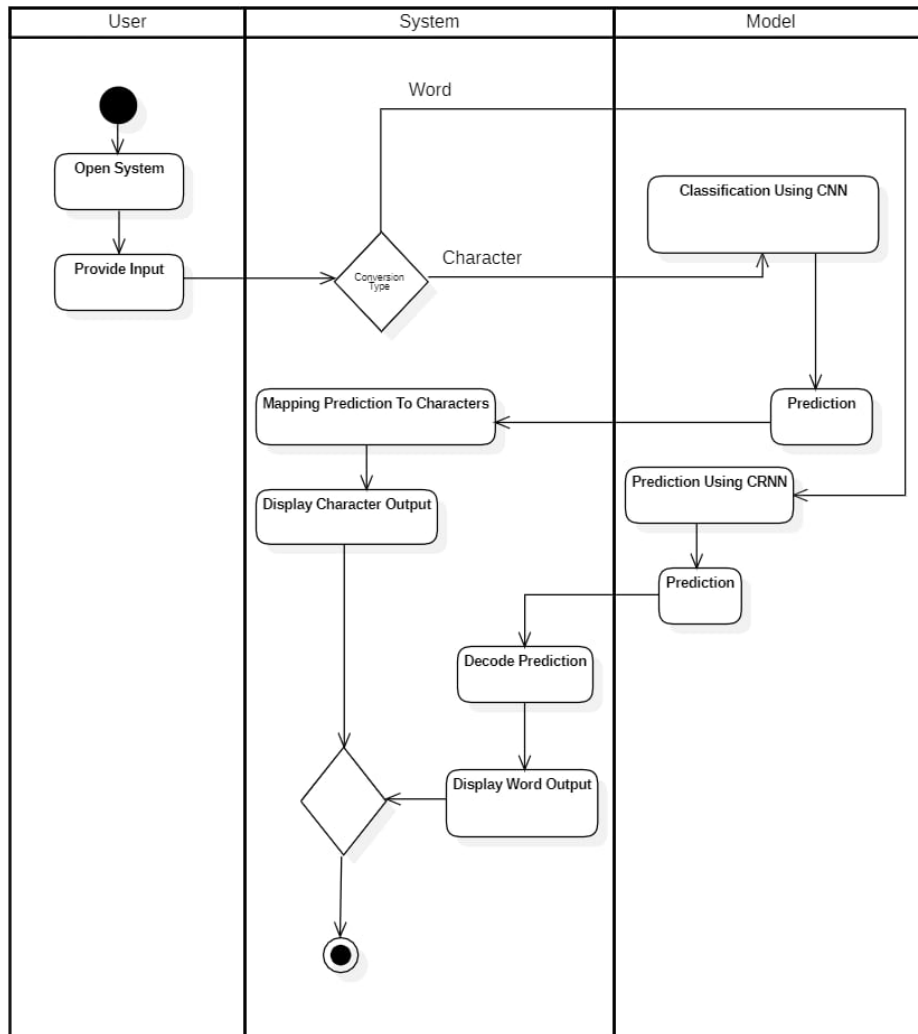 User
System
Model
Word
Open System
Classification Using CNN
Provide Input
Character
Conversion
Type
Mapping Prediction To Characters
Prediction
Prediction Using CRNN
Display Character Output
Prediction
Decode Prediction
Display Word Output